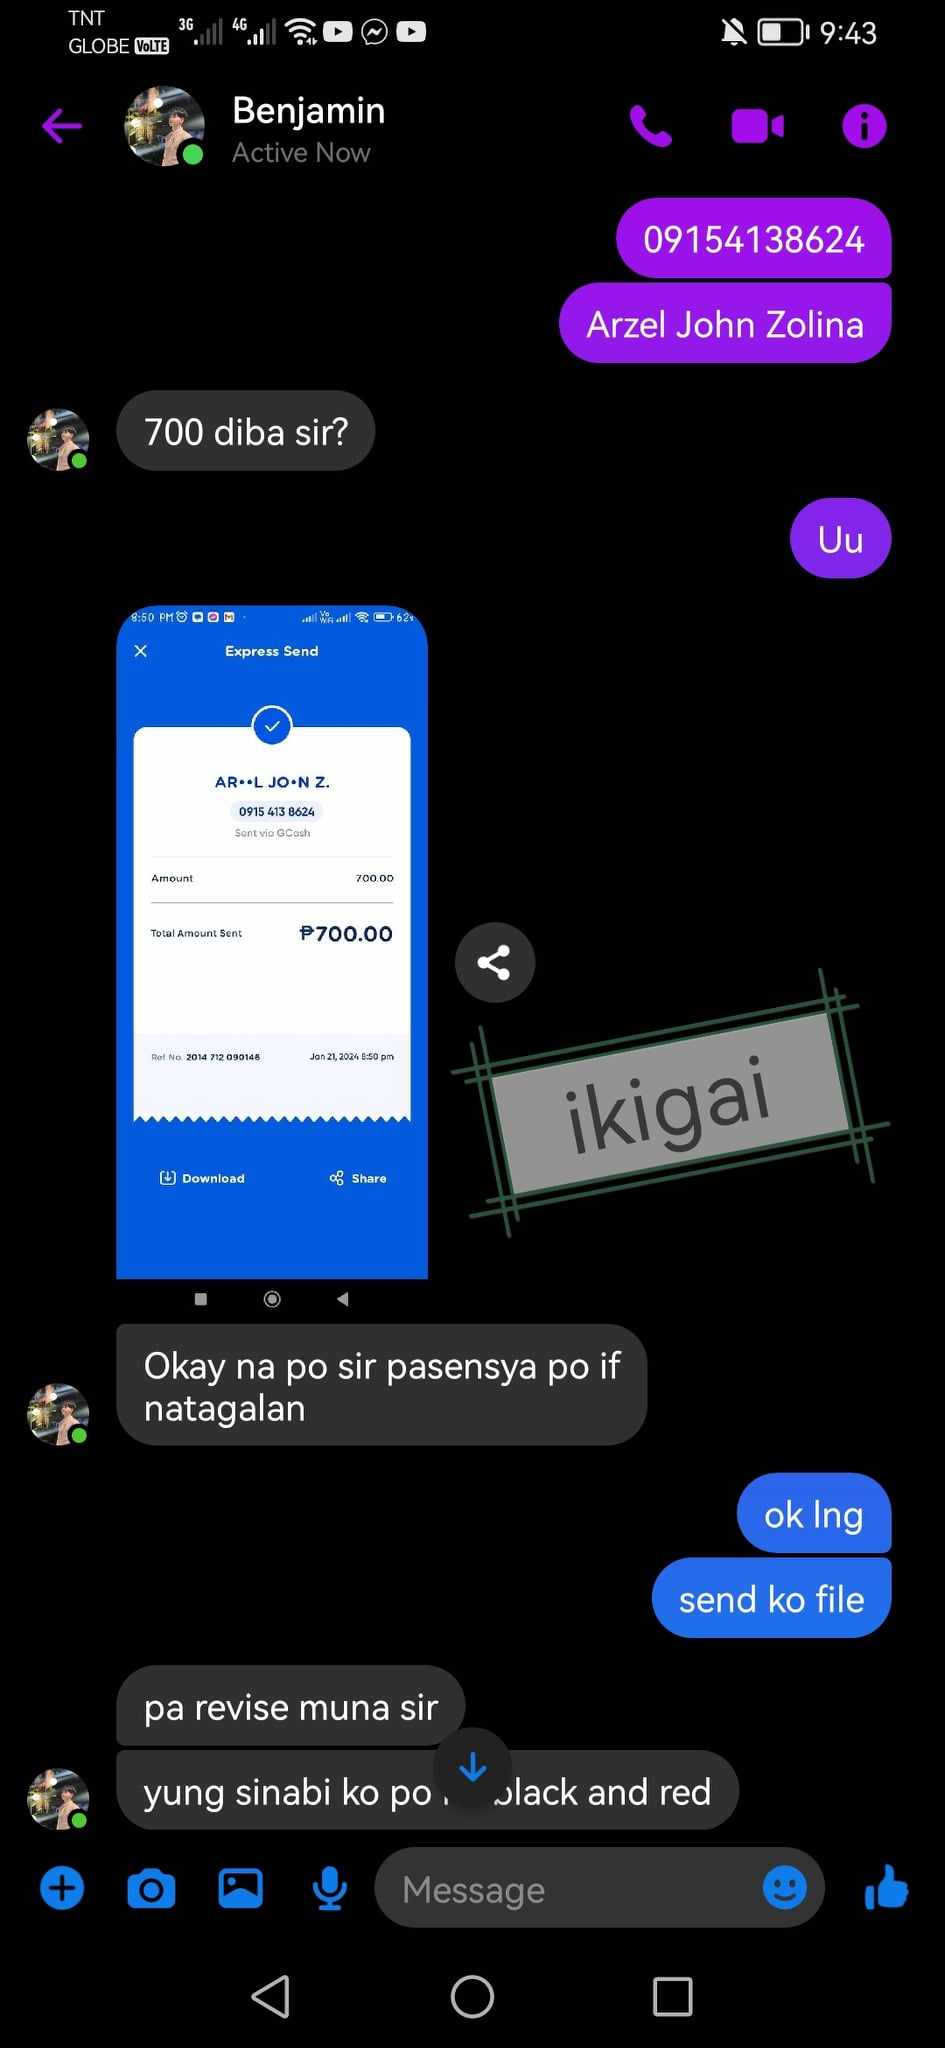 TNT
GLOBE VoLTE
3G
4G
9:43
Benjamin
Active Now
09154138624
Arzel John Zolina
700 diba sir?
Uu
8:50 PM
Vo
WiFi
Express Send
AR••L JO•N Z.
0915 413 8624
Sent via GCash
Amount
700.00
Total Amount Sent
₱700.00
Ref No. 2014 712 090148
Jan 21, 2024 8:50 pm
Download
Share
ikigai
Okay na po sir pasensya po if
natagalan
ok lng
send ko file
pa revise muna sir
yung sinabi ko po black and red
Message